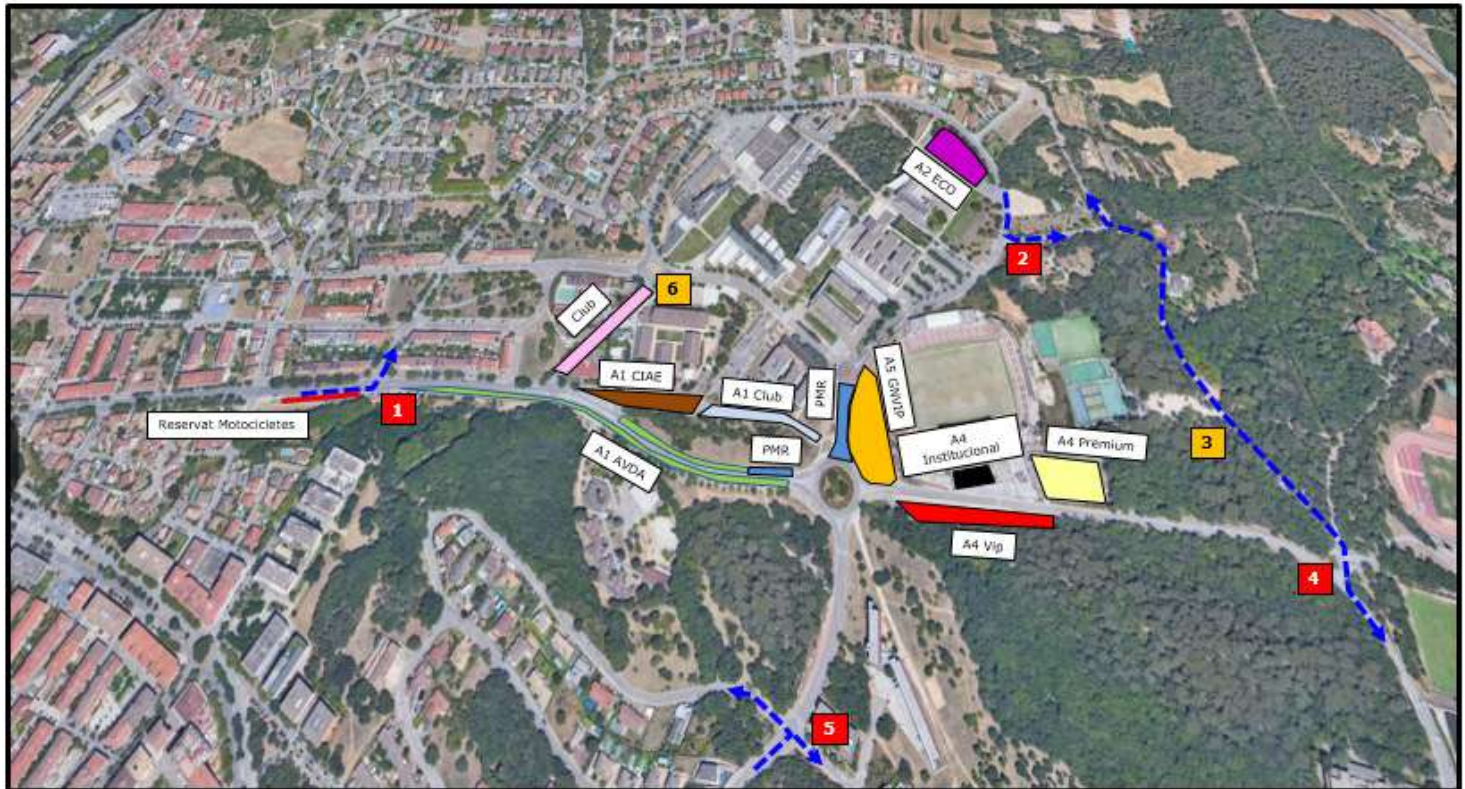 A2 ECO
2
6
Club
A1 CIAE
A1 Club
PMR
A5 GNVIP
Reservat Motocicletes
1
A1 AVDA
PMR
A4
Institucional
A4 Premium
3
A4 Vip
4
5